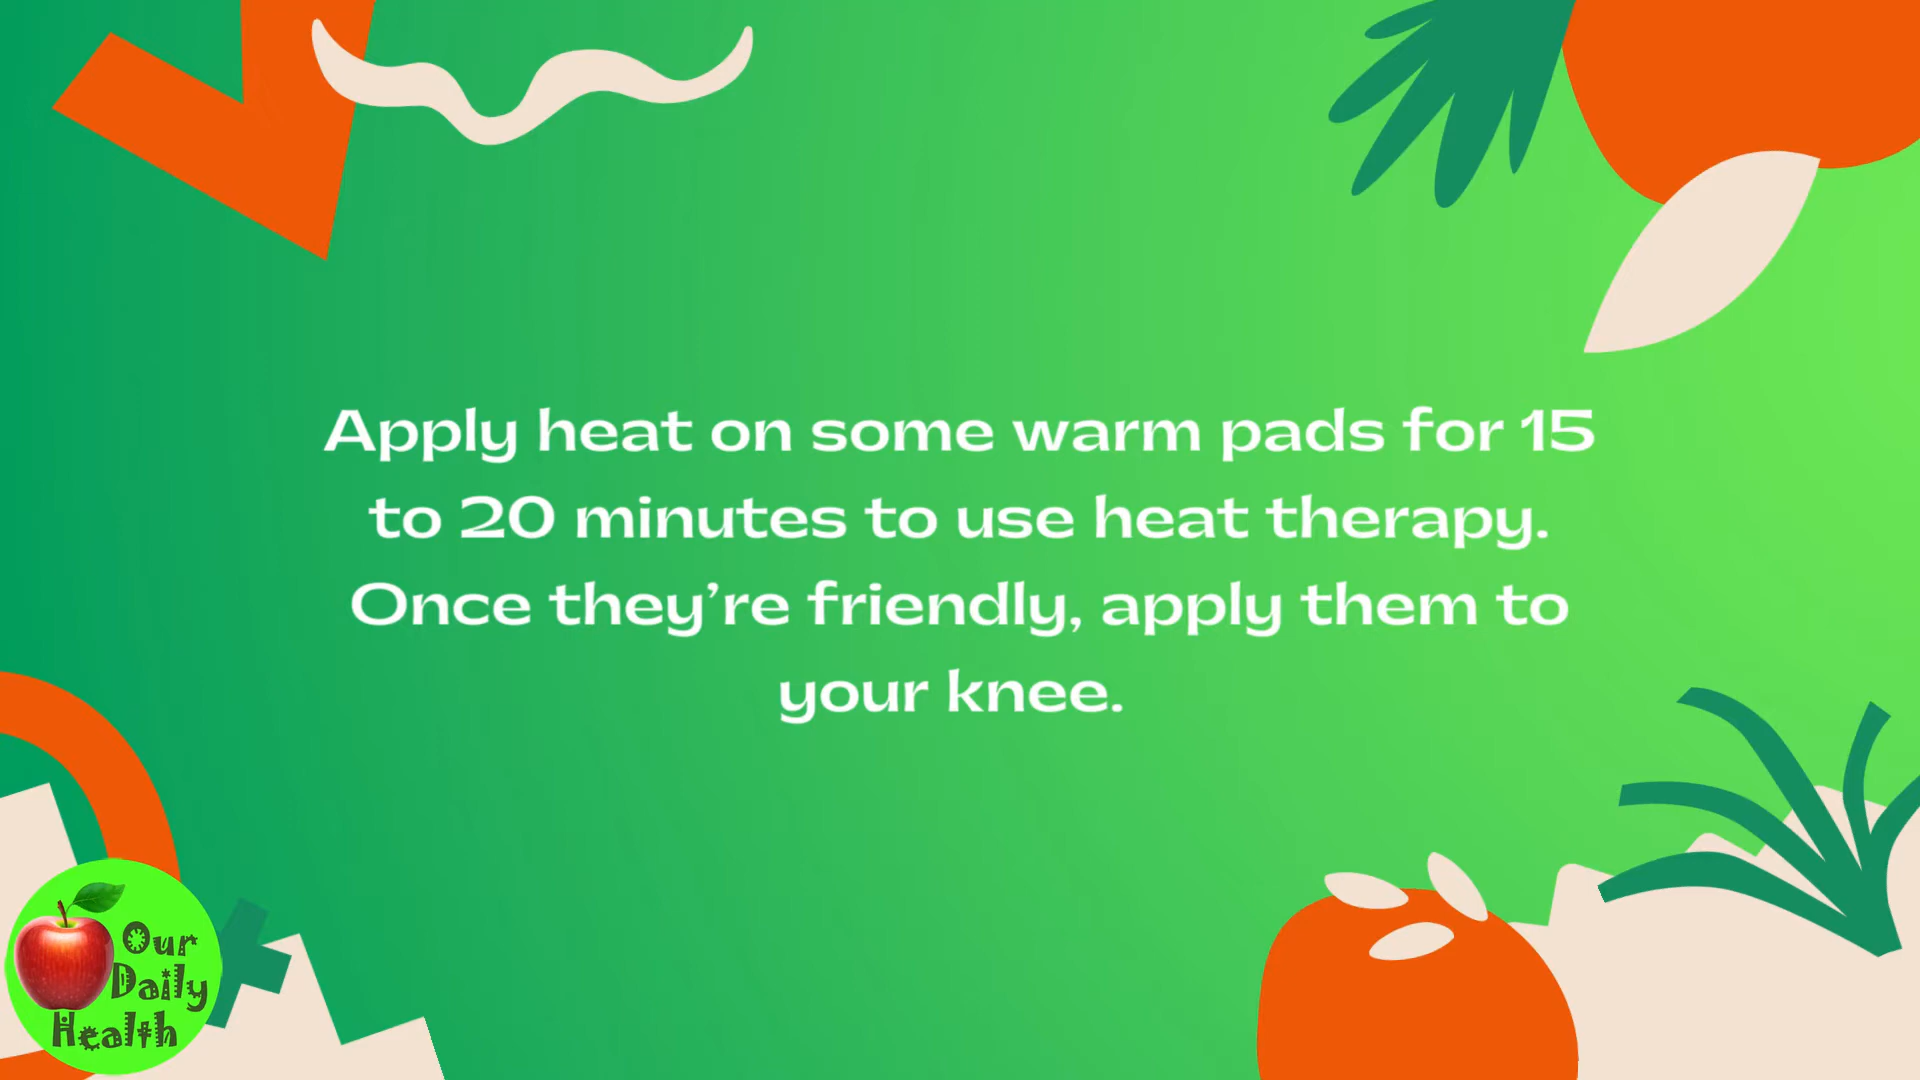 Apply heat on some warm pads for 15
to 20 minutes to use heat therapy.
Once they’re friendly, apply them to
your knee.
Our
Daily
Health